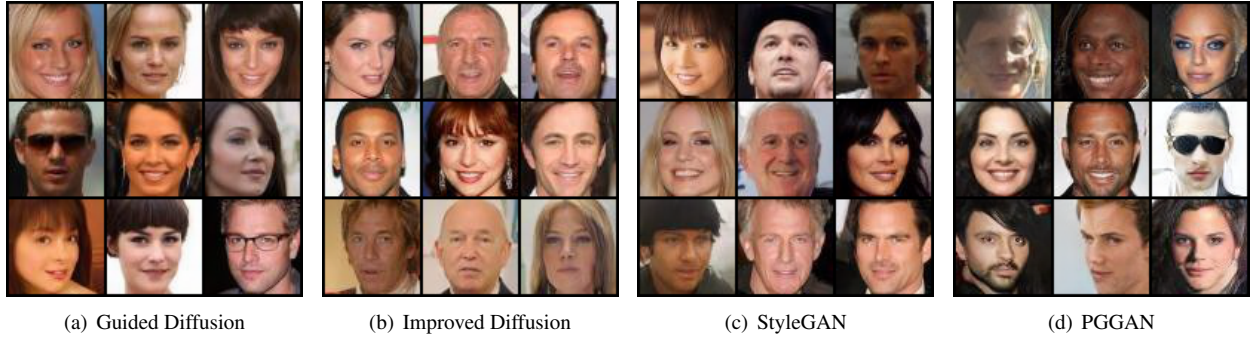 (a) Guided Diffusion
(b) Improved Diffusion
(c) StyleGAN
(d) PGGAN